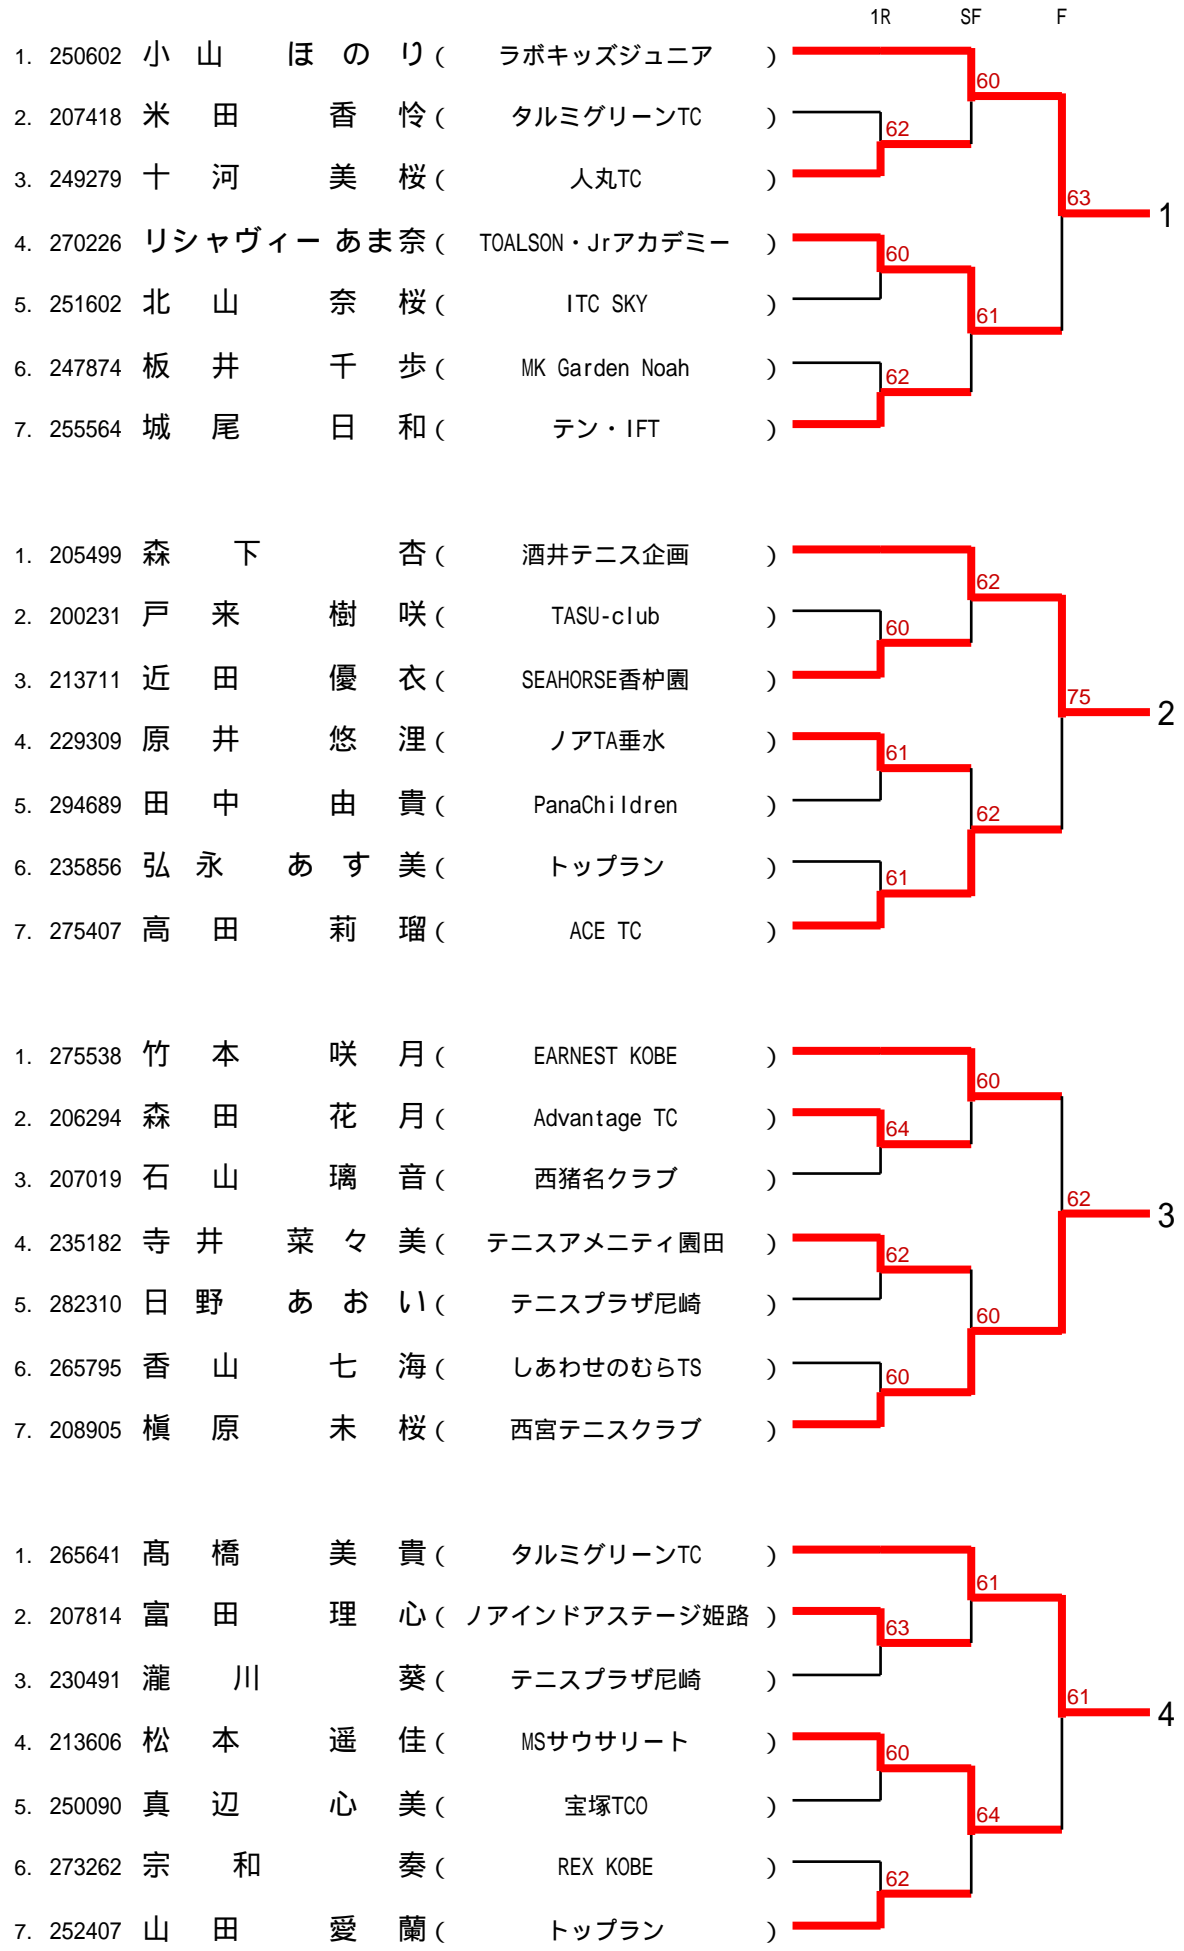 1R SF F
1. 250602 小山 ほのり ( ラボキッズジュニア )
60
2. 207418 米田 香怜 ( タルミグリーンTC )
62
3. 249279 十河 美桜 ( 人丸TC )
63
1
4. 270226 リシャヴィー あま奈 ( TOALSON・Jrアカデミー )
60
5. 251602 北山 奈桜 ( ITC SKY )
61
6. 247874 板井 千歩 ( MK Garden Noah )
62
7. 255564 城尾 日和 ( テン・IFT )
1. 205499 森下 杏 ( 酒井テニス企画 )
62
2. 200231 戸来 樹咲 ( TASU-club )
60
3. 213711 近田 優衣 ( SEAHORSE香枦園 )
75
2
4. 229309 原井 悠浬 ( ノアTA垂水 )
61
5. 294689 田中 由貴 ( PanaChildren )
62
6. 235856 弘永 あす美 ( トップラン )
61
7. 275407 高田 莉瑠 ( ACE TC )
1. 275538 竹本 咲月 ( EARNEST KOBE )
60
2. 206294 森田 花月 ( Advantage TC )
64
3. 207019 石山 璃音 ( 西猪名クラブ )
62
3
4. 235182 寺井 菜々美 ( テニスアメニティ園田 )
62
5. 282310 日野 あおい ( テニスプラザ尼崎 )
60
6. 265795 香山 七海 ( しあわせのむらTS )
60
7. 208905 槇原 未桜 ( 西宮テニスクラブ )
1. 265641 髙橋 美貴 ( タルミグリーンTC )
61
2. 207814 富田 理心 ( ノアインドアステージ姫路 )
63
3. 230491 瀧川 葵 ( テニスプラザ尼崎 )
61
4
4. 213606 松本 遥佳 ( MSサウサリート )
60
5. 250090 真辺 心美 ( 宝塚TCO )
64
6. 273262 宗和 奏 ( REX KOBE )
62
7. 252407 山田 愛蘭 ( トップラン )